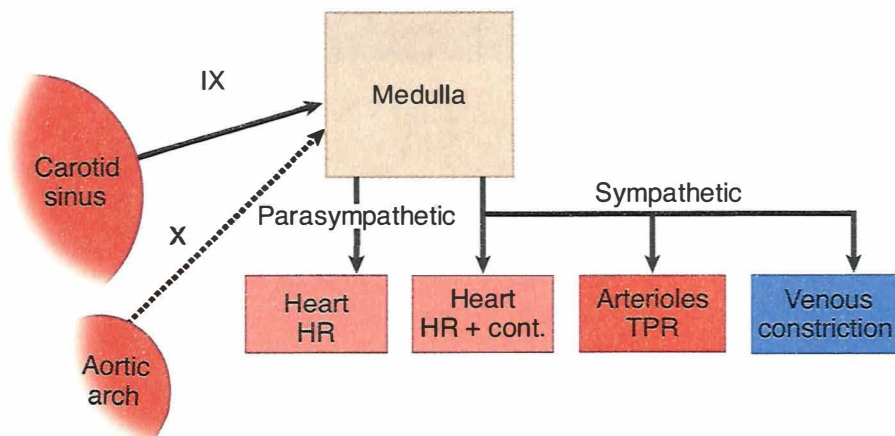 IX
Medulla
Carotid
sinus
Sympathetic
Parasympathetic
X
Heart
HR
Heart
HR + cont.
Arterioles
TPR
Venous
constriction
Aortic
arch